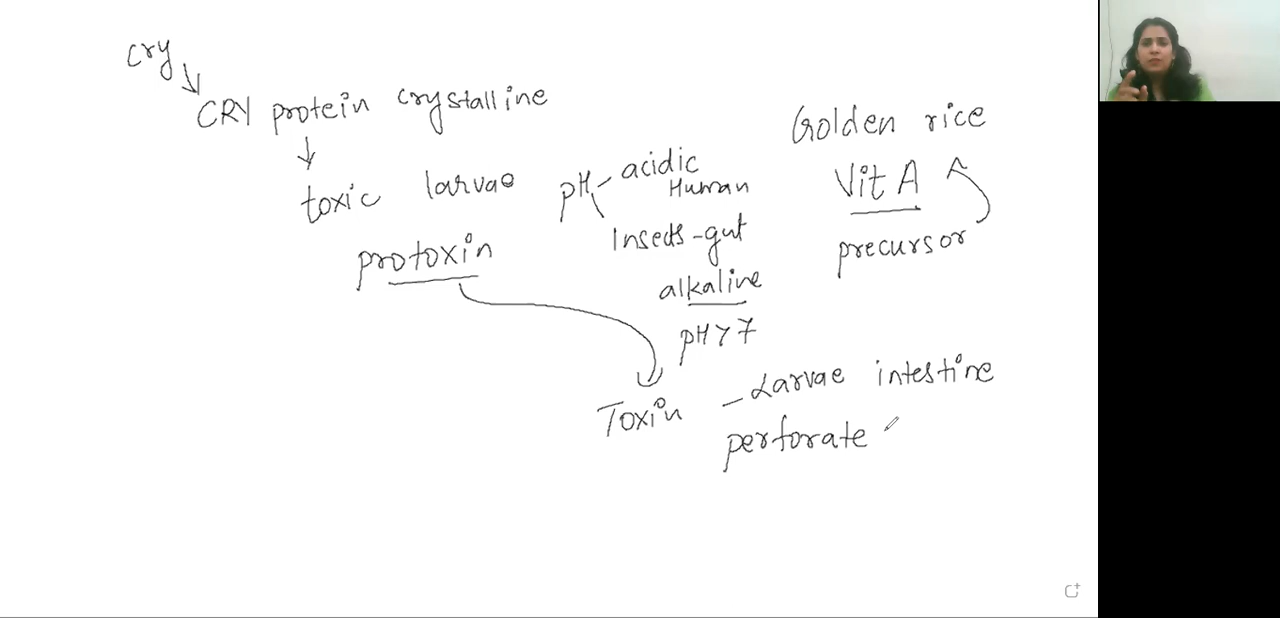 cry
CRY protein crystalline
toxic larvae
protoxin
pH - acidic
Human
Insects - gut
alkaline
pH > 7
Toxin - Larvae intestine
perforate
Golden rice
Vit A
precursor